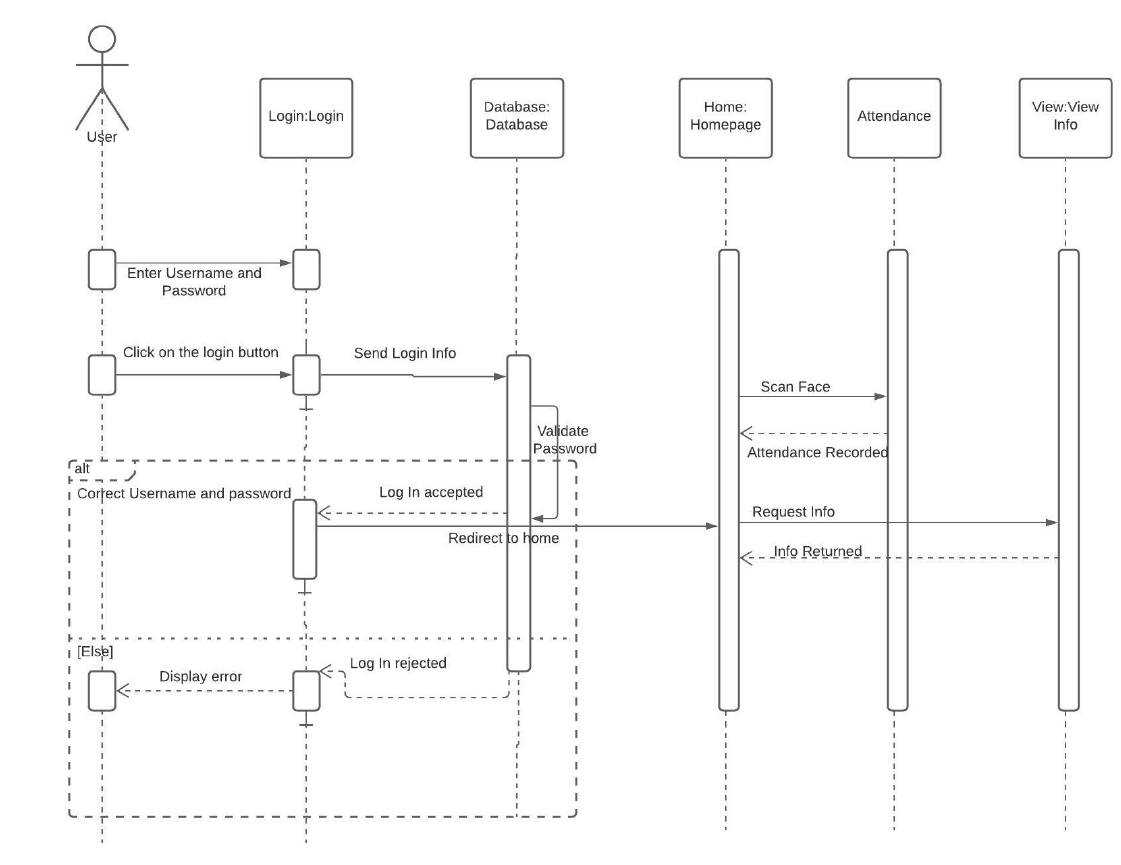 User
Login:Login
Database:
Database
Home:
Homepage
Attendance
View:View
Info
Enter Username and
Password
Click on the login button
Send Login Info
Scan Face
Validate
Password
Attendance Recorded
alt
Correct Username and password
Log In accepted
Request Info
Redirect to home
Info Returned
[Else]
Log In rejected
Display error